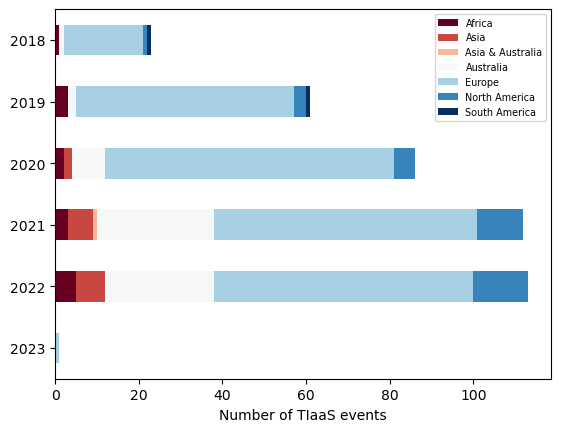 2018
2019
2020
2021
2022
2023
0 20 40 60 80 100
Number of TIaaS events
Africa
Asia
Asia & Australia
Australia
Europe
North America
South America